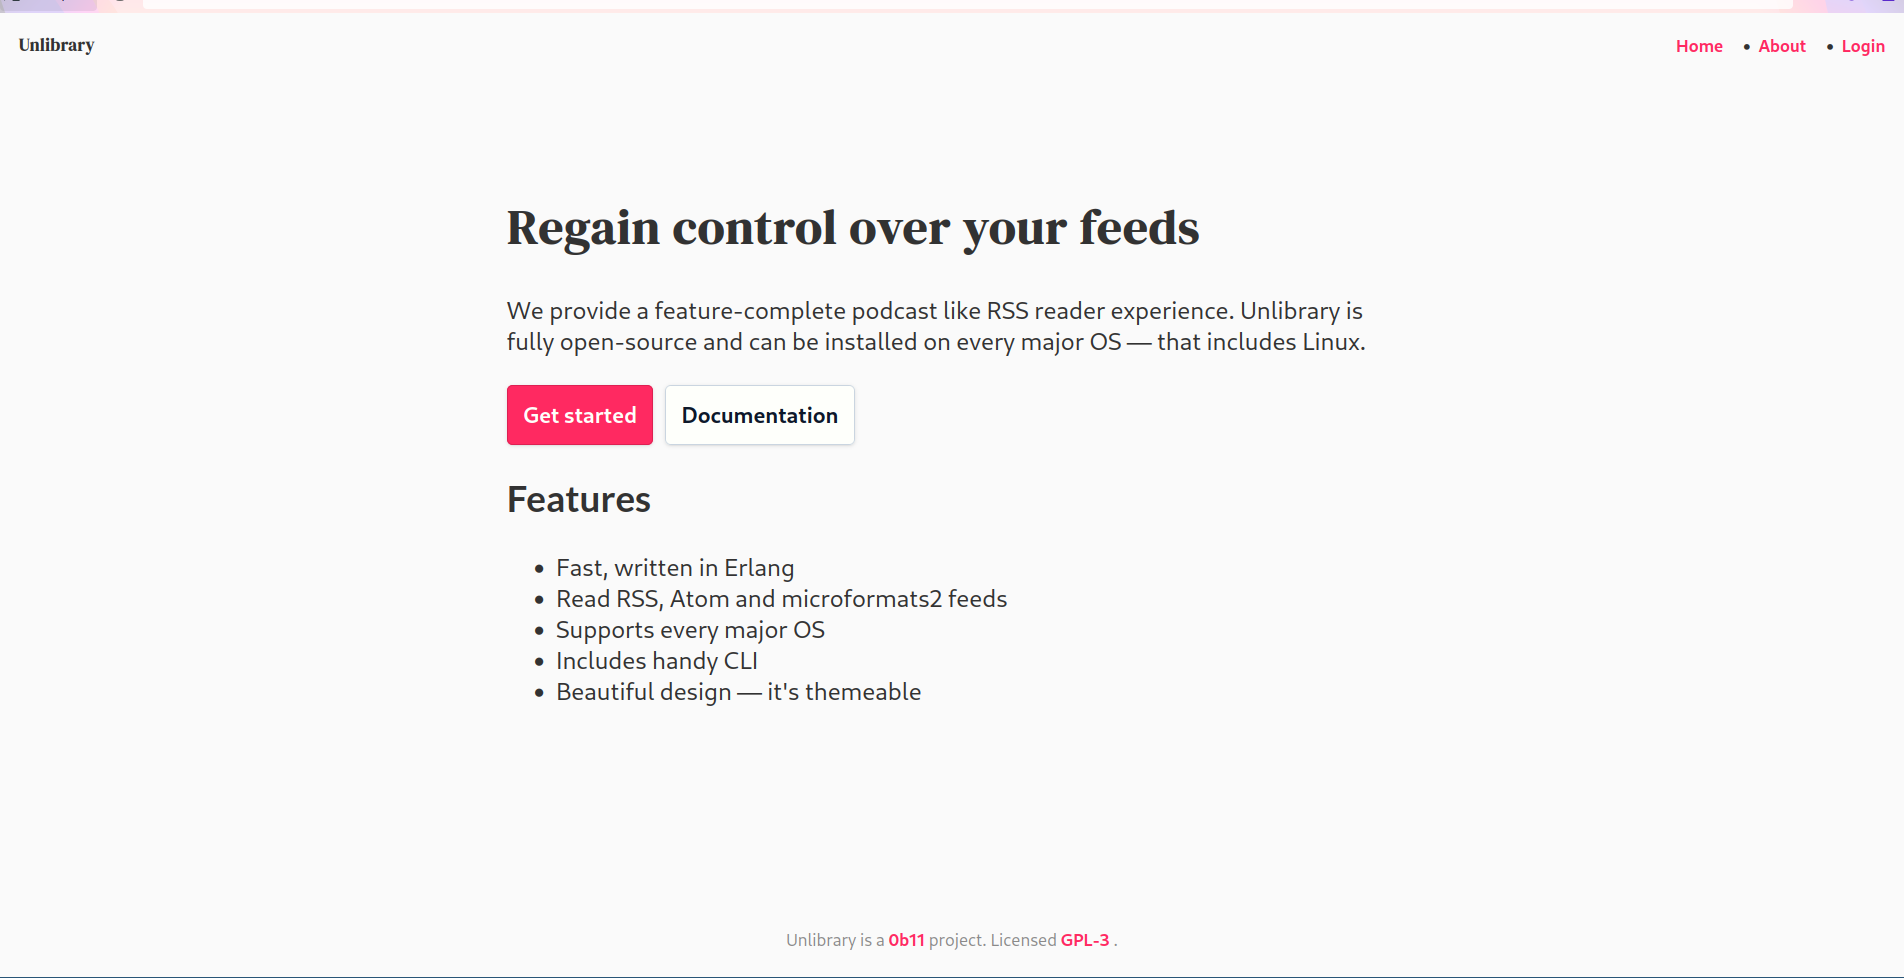 Unlibrary
Home • About • Login
Regain control over your feeds
We provide a feature-complete podcast like RSS reader experience. Unlibrary is
fully open-source and can be installed on every major OS — that includes Linux.
Get started Documentation
Features
• Fast, written in Erlang
• Read RSS, Atom and microformats2 feeds
• Supports every major OS
• Includes handy CLI
• Beautiful design — it's themeable
Unlibrary is a 0b11 project. Licensed GPL-3 .